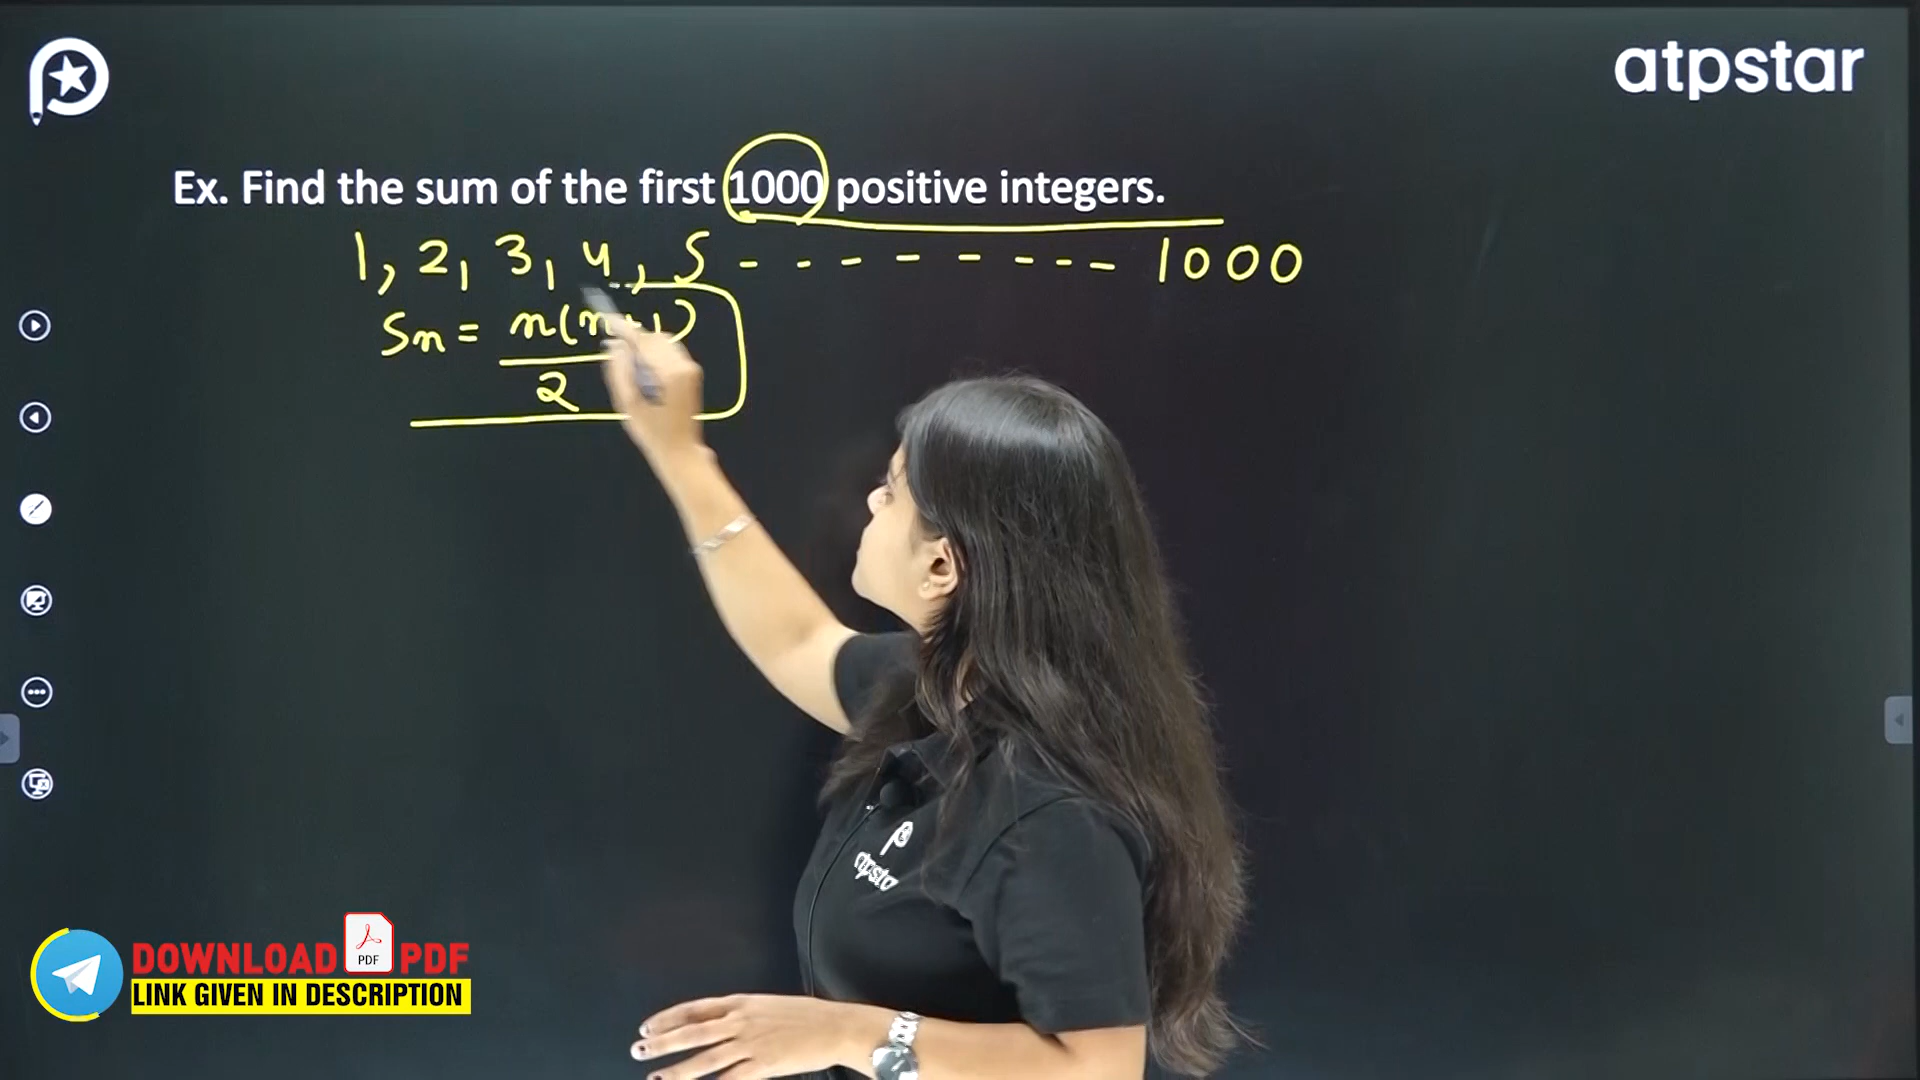 atpstar
Ex. Find the sum of the first 1000 positive integers.
1, 2, 3, 4, 5 --------- 1000
Sn = n(n+1)
2
atpstar
DOWNLOAD PDF PDF
LINK GIVEN IN DESCRIPTION